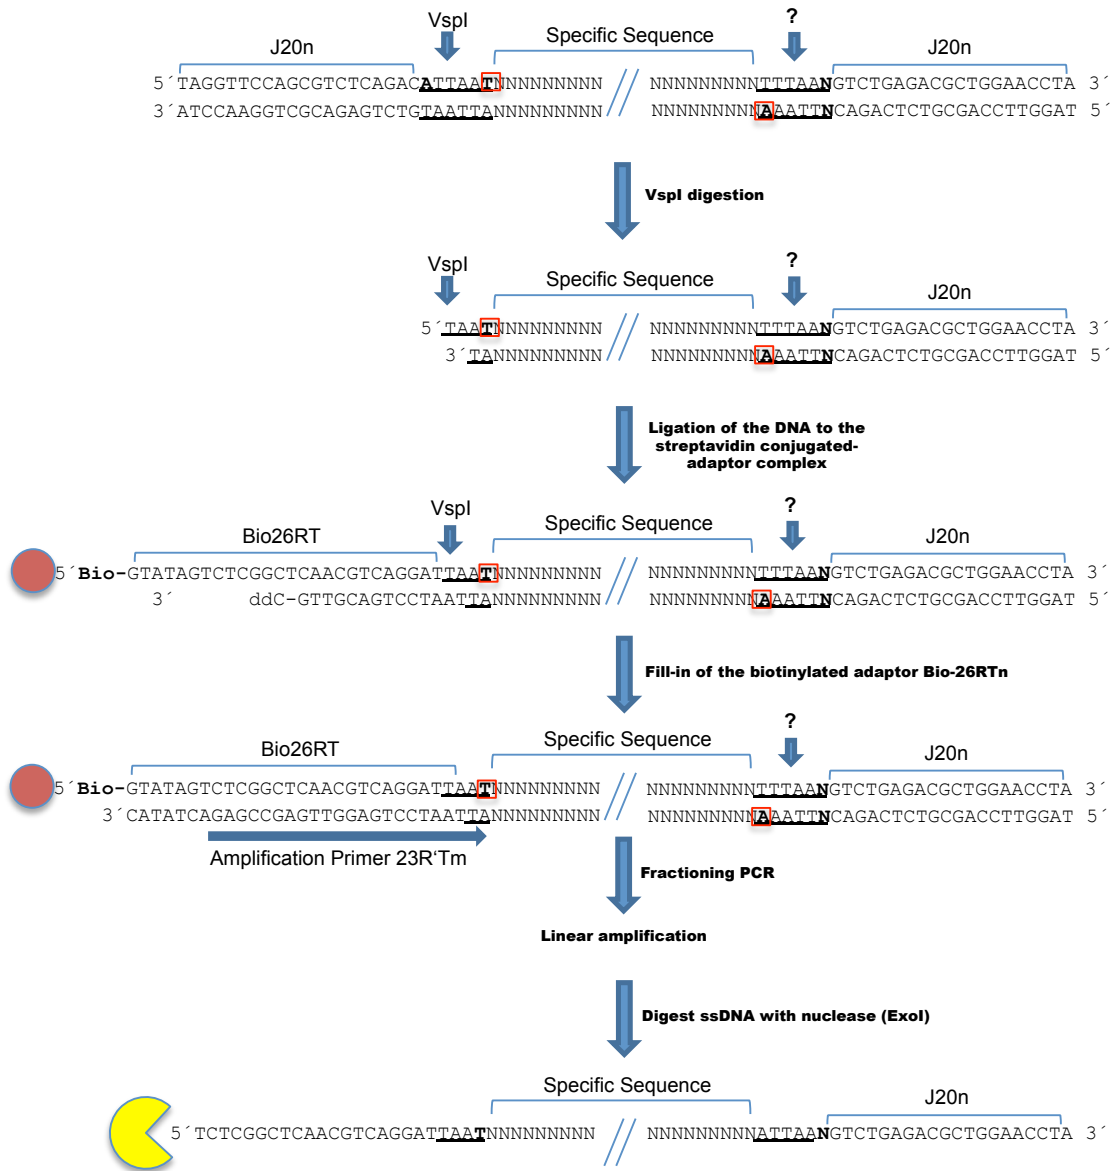 VspI ?
J20n Specific Sequence J20n
5´TAGGTTCCAGCGTCTCAGACATTAATNNNNNNNNN NNNNNNNNNTTTAANGTCTGAGACGCTGGAACCTA 3´
3´ATCCAAGGTCGCAGAGTCTGTAATTANNNNNNNNN NNNNNNNNNAAATTNCAGACTCTGCGACCTTGGAT 5´
VspI digestion
VspI ?
Specific Sequence J20n
5´TAATNNNNNNNNN NNNNNNNNNTTTAANGTCTGAGACGCTGGAACCTA 3´
3´TANNNNNNNNN NNNNNNNNNAAATTNCAGACTCTGCGACCTTGGAT 5´
Ligation of the DNA to the
streptavidin conjugated-
adaptor complex
VspI ?
Bio26RT Specific Sequence J20n
5´Bio-GTATAGTCTCGGCTCAACGTCAGGATTAATNNNNNNNNN NNNNNNNNNTTTAANGTCTGAGACGCTGGAACCTA 3´
3´ ddC-GTTGCAGTCCTAATTANNNNNNNNN NNNNNNNNNAAATTNCAGACTCTGCGACCTTGGAT 5´
Fill-in of the biotinylated adaptor Bio-26RTn
?
Bio26RT Specific Sequence J20n
5´Bio-GTATAGTCTCGGCTCAACGTCAGGATTAATNNNNNNNNN NNNNNNNNNTTTAANGTCTGAGACGCTGGAACCTA 3´
3´CATATCAGAGCCGAGTTGGAGTCCTAATTANNNNNNNNN NNNNNNNNNAAATTNCAGACTCTGCGACCTTGGAT 5´
Amplification Primer 23R‘Tm
Fractioning PCR
Linear amplification
Digest ssDNA with nuclease (ExoI)
Specific Sequence J20n
5´TCTCGGCTCAACGTCAGGATTAATNNNNNNNNN NNNNNNNNNATTAANGTCTGAGACGCTGGAACCTA 3´